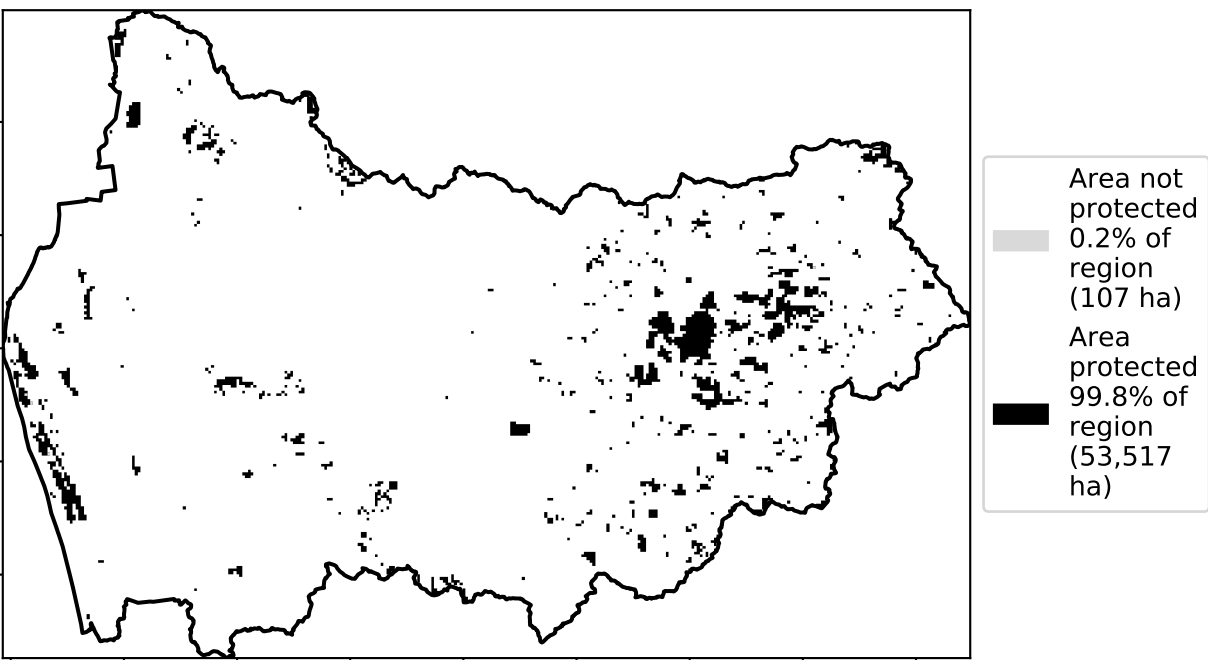 Area not
protected
0.2% of
region
(107 ha)
Area
protected
99.8% of
region
(53,517
ha)